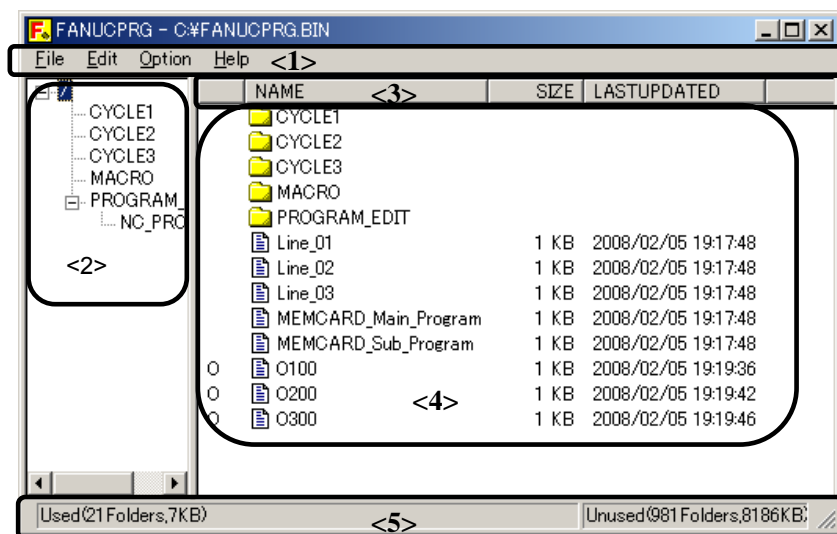 FANUCPRG - C:¥FANUCPRG.BIN
File Edit Option Help <1>
/
CYCLE1
CYCLE2
CYCLE3
MACRO
PROGRAM_
NC_PRO
<2>
NAME <3> SIZE LASTUPDATED
CYCLE1
CYCLE2
CYCLE3
MACRO
PROGRAM_EDIT
Line_01 1 KB 2008/02/05 19:17:48
Line_02 1 KB 2008/02/05 19:17:48
Line_03 1 KB 2008/02/05 19:17:48
MEMCARD_Main_Program 1 KB 2008/02/05 19:17:48
MEMCARD_Sub_Program 1 KB 2008/02/05 19:17:48
O O100 1 KB 2008/02/05 19:19:36
O O200 1 KB 2008/02/05 19:19:42
O O300 1 KB 2008/02/05 19:19:46
<4>
Used(21Folders,7KB) <5> Unused(981Folders,8186KB)